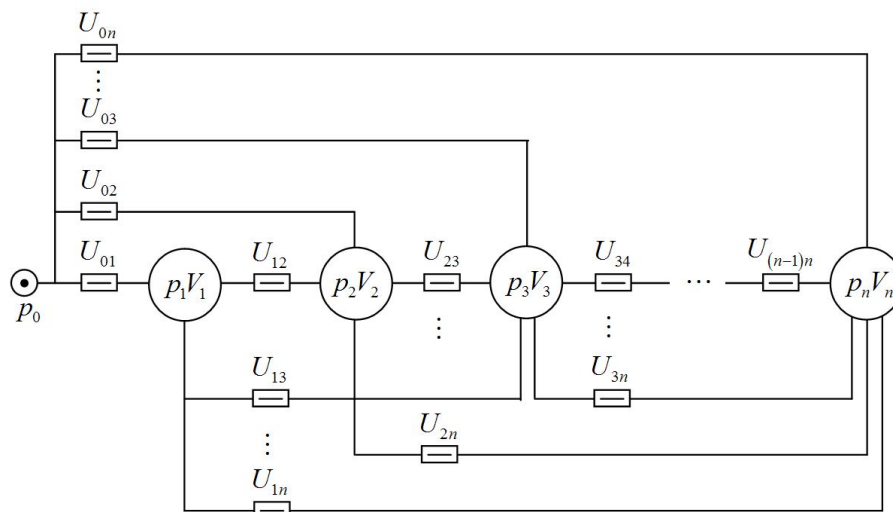 U₀ₙ
⋮
U₀₃
U₀₂
U₀₁ U₁₂ U₂₃ U₃₄ U₍ₙ₋₁₎ₙ
p₁V₁ p₂V₂ p₃V₃ ⋯ pₙVₙ
p₀
⋮ ⋮
U₁₃ U₃ₙ
⋮ U₂ₙ
U₁ₙ